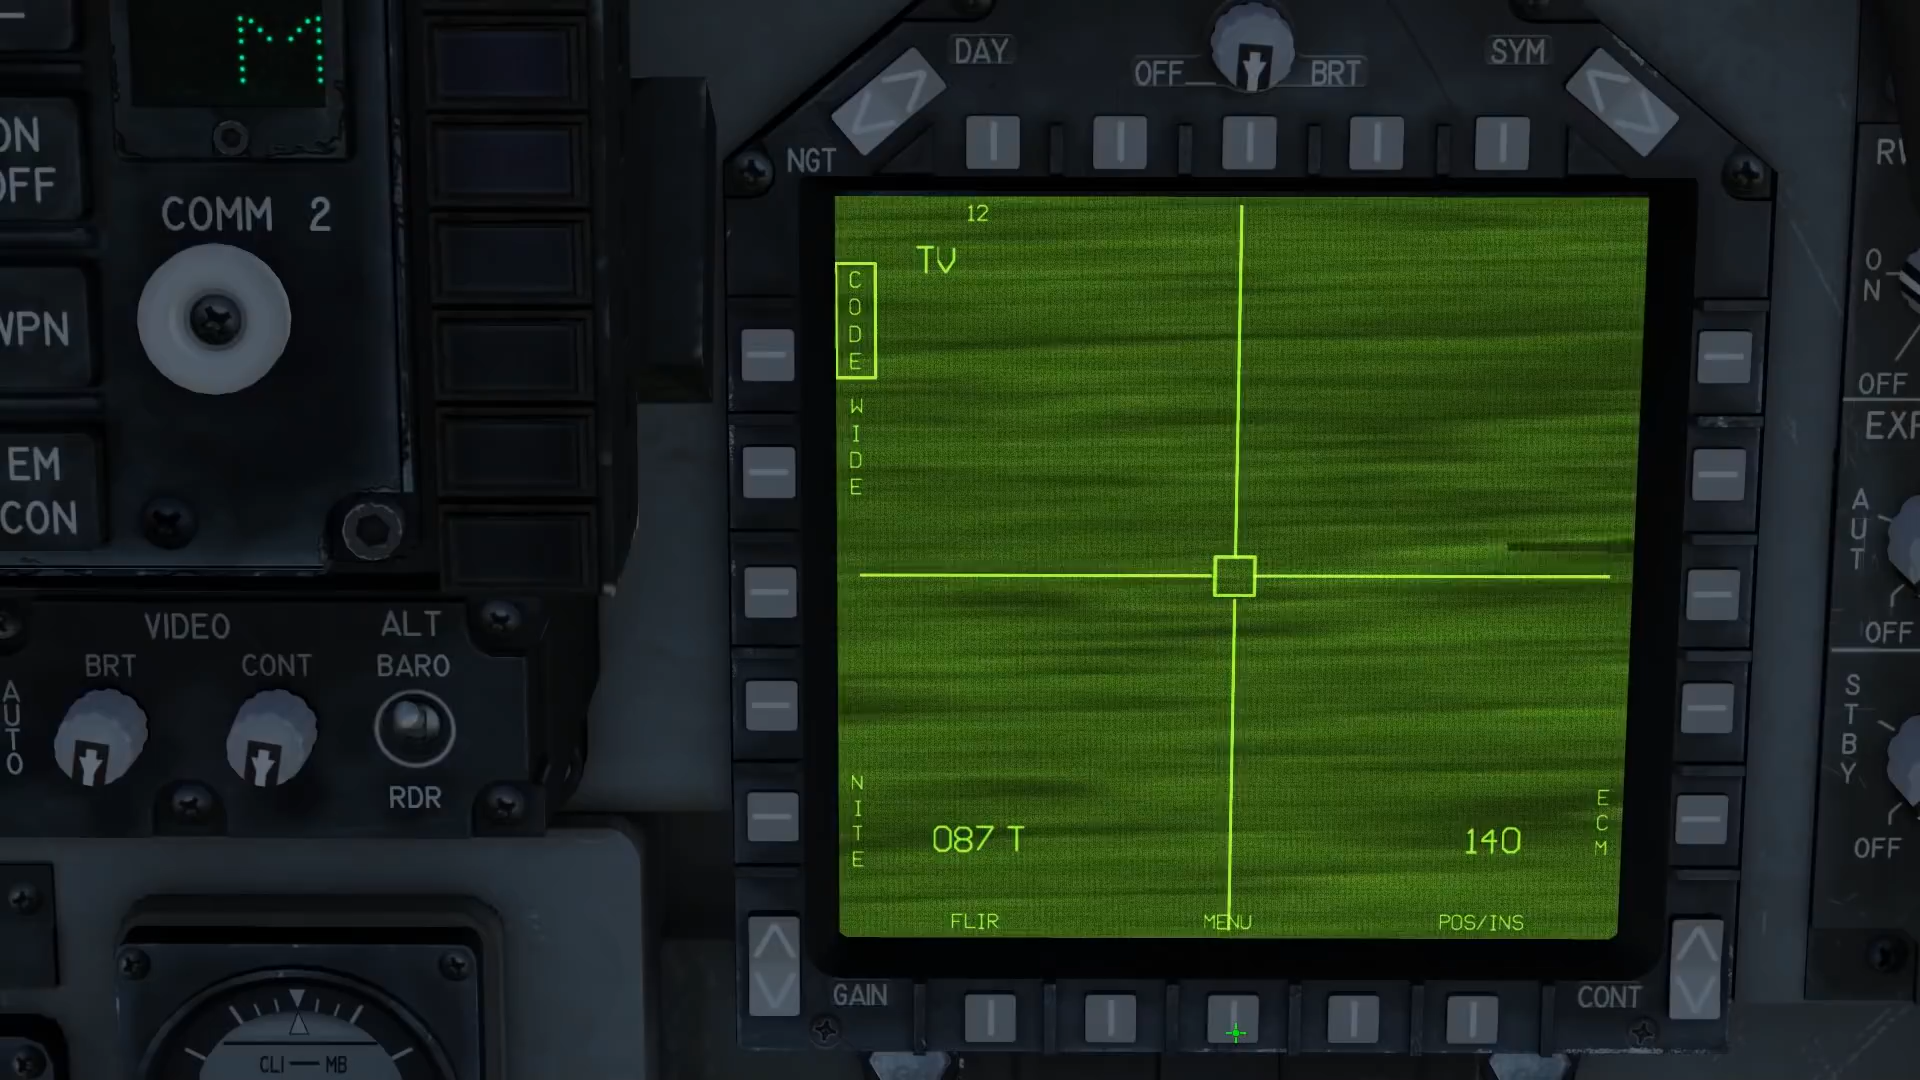 M
ON
OFF
COMM 2
WPN
EM
CON
VIDEO
BRT
CONT
AUTO
ALT
BARO
RDR
CLI — MB
DAY
OFF
BRT
SYM
NGT
12
TV
CODE
WIDE
NITE
087 T
140
ECM
FLIR
MENU
POS/INS
GAIN
CONT
ON
OFF
AUT
OFF
STBY
OFF